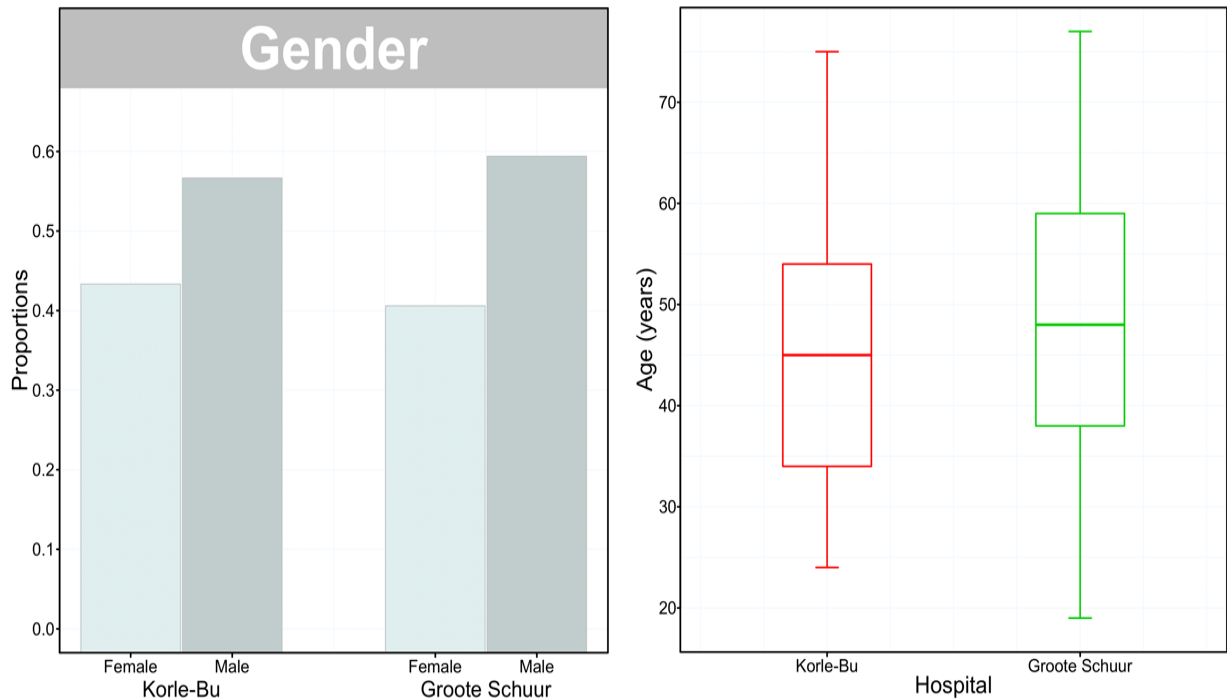 Gender
Proportions
0.6
0.5
0.4
0.3
0.2
0.1
0.0
Female Male Female Male
Korle-Bu Groote Schuur
Age (years)
70
60
50
40
30
20
Korle-Bu Groote Schuur
Hospital